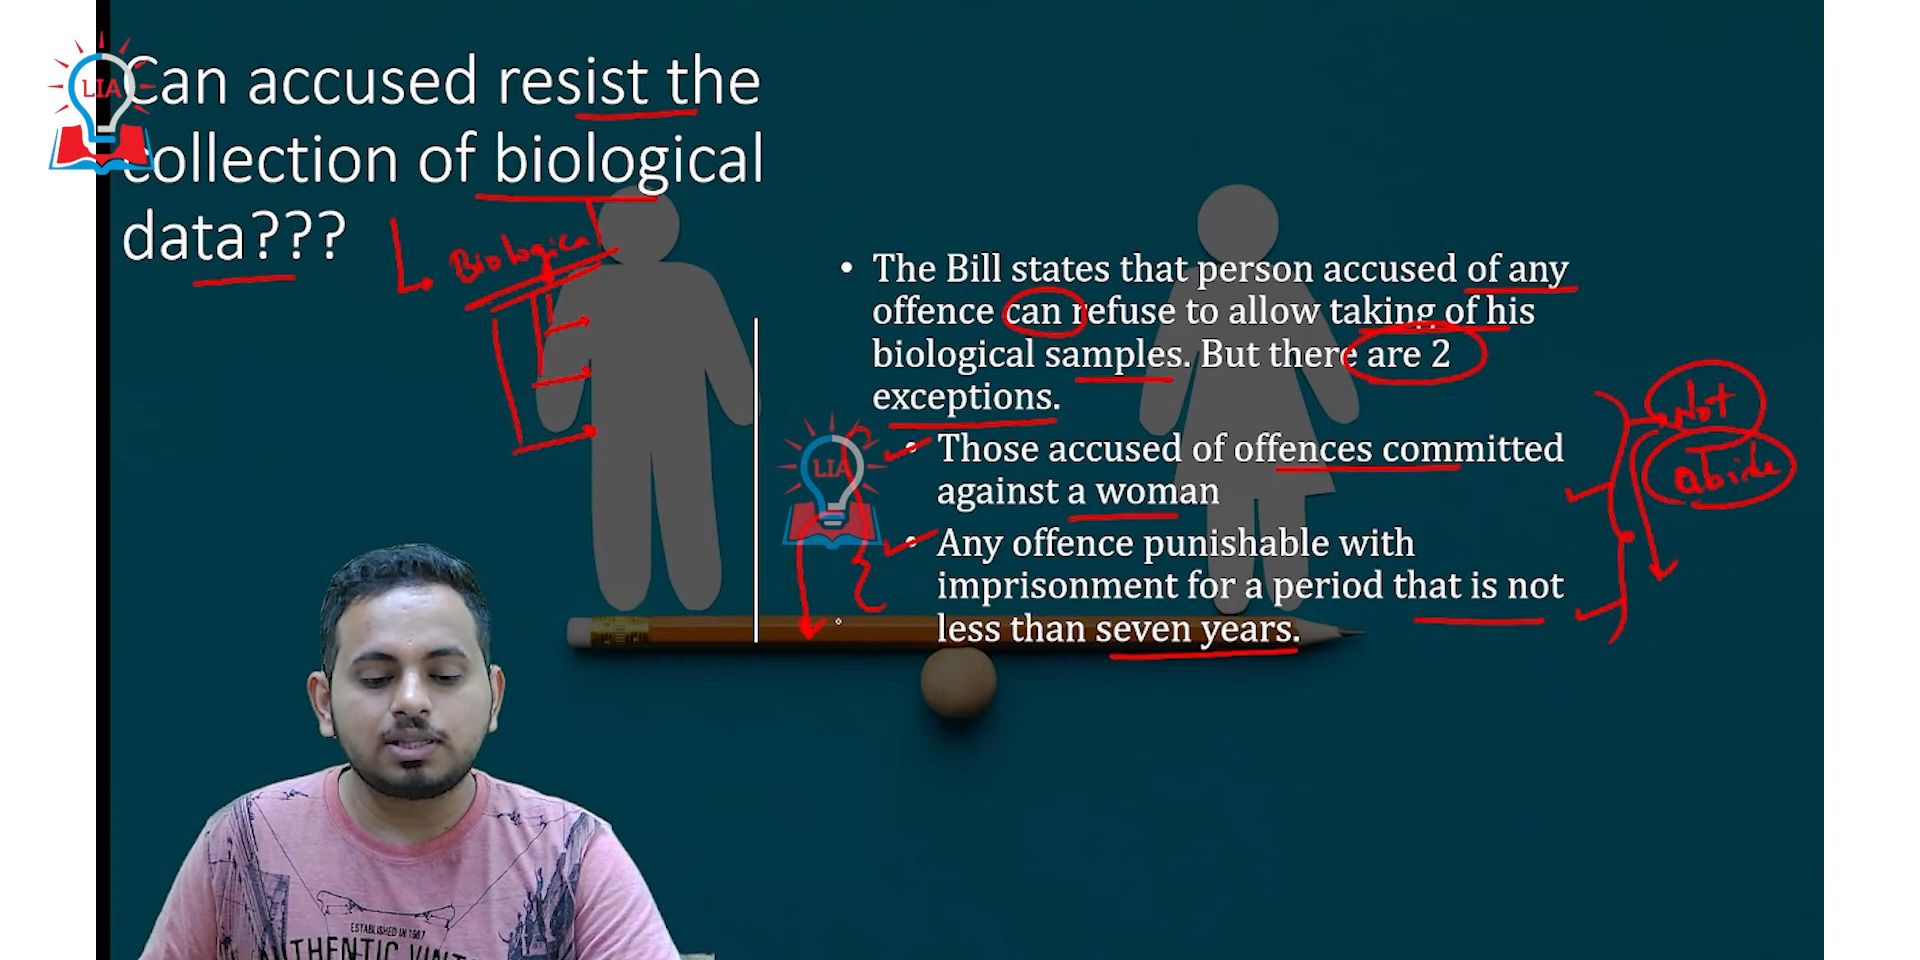 LIA
Can accused resist the
collection of biological
data???
Biological
• The Bill states that person accused of any
offence can refuse to allow taking of his
biological samples. But there are 2
exceptions.
• Those accused of offences committed
against a woman
• Any offence punishable with
imprisonment for a period that is not
less than seven years.
Not
abide
LIA
ESTABLISHED IN 1987